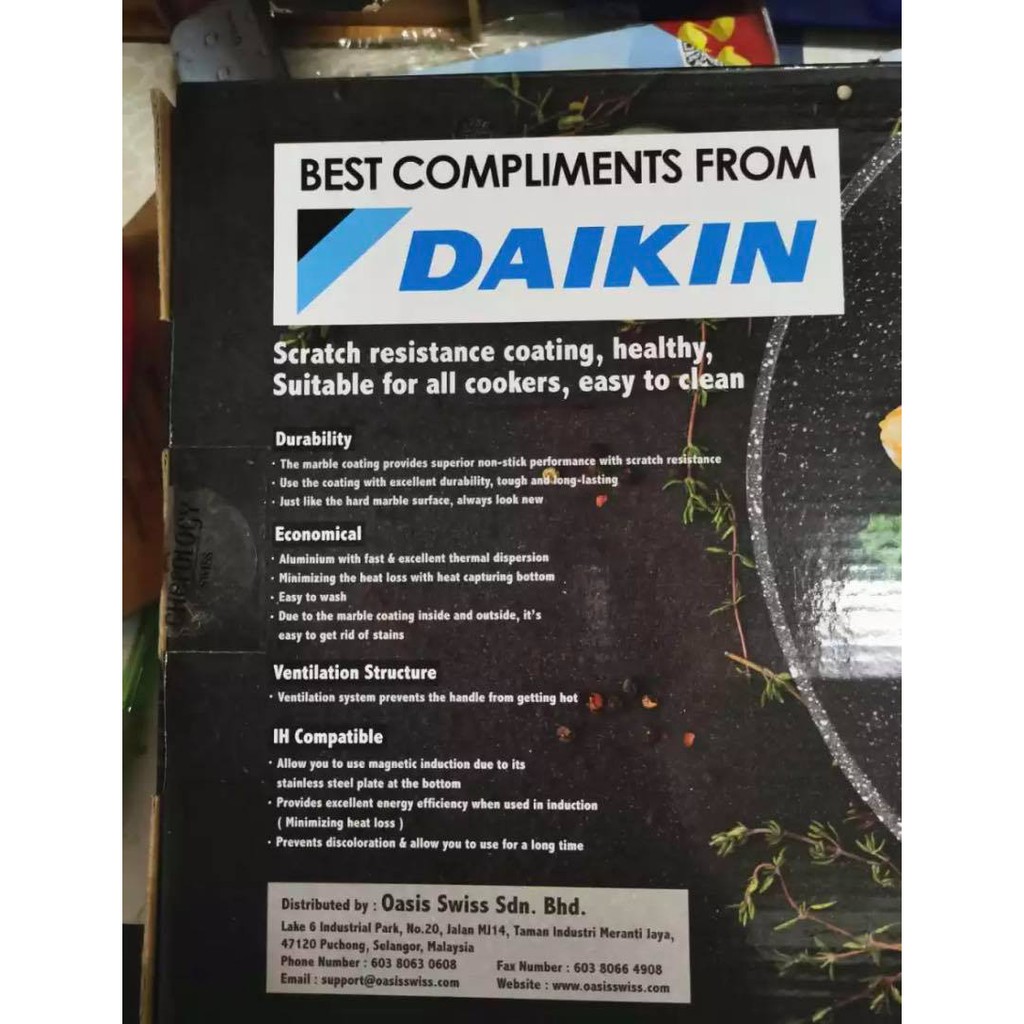 BEST COMPLIMENTS FROM
DAIKIN
Scratch resistance coating, healthy,
Suitable for all cookers, easy to clean
Durability
· The marble coating provides superior non-stick performance with scratch resistance
· Use the coating with excellent durability, tough and long-lasting
· Just like the hard marble surface, always look new
Economical
· Aluminium with fast & excellent thermal dispersion
· Minimizing the heat loss with heat capturing bottom
· Easy to wash
· Due to the marble coating inside and outside, it's
easy to get rid of stains
Ventilation Structure
· Ventilation system prevents the handle from getting hot
IH Compatible
· Allow you to use magnetic induction due to its
stainless steel plate at the bottom
· Provides excellent energy efficiency when used in induction
( Minimizing heat loss )
· Prevents discoloration & allow you to use for a long time
Distributed by : Oasis Swiss Sdn. Bhd.
Lake 6 Industrial Park, No.20, Jalan MJ14, Taman Industri Meranti Jaya,
47120 Puchong, Selangor, Malaysia
Phone Number : 603 8063 0608 Fax Number : 603 8066 4908
Email : support@oasisswiss.com Website : www.oasisswiss.com
SWISS